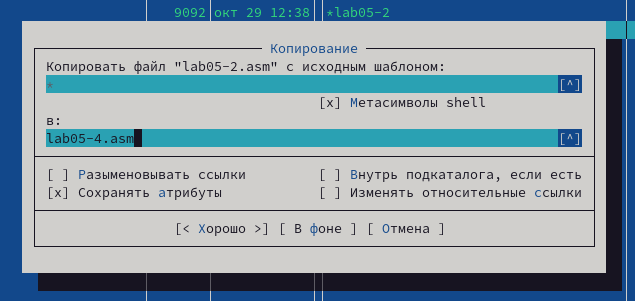 9092 окт 29 12:38 *lab05-2
Копирование
Копировать файл "lab05-2.asm" с исходным шаблоном:
* [^]
[x] Метасимволы shell
в:
lab05-4.asm [^]
[ ] Разыменовывать ссылки [ ] Внутрь подкаталога, если есть
[x] Сохранять атрибуты [ ] Изменять относительные ссылки
[< Хорошо >] [ В фоне ] [ Отмена ]